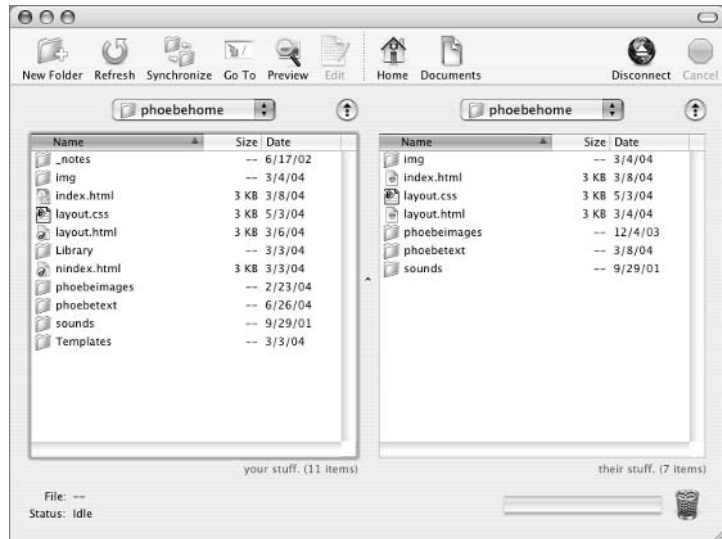 New Folder Refresh Synchronize Go To Preview Edit Home Documents Disconnect Cancel
phoebehome
Name Size Date
_notes -- 6/17/02
img -- 3/4/04
index.html 3 KB 3/8/04
layout.css 3 KB 5/3/04
layout.html 3 KB 3/6/04
Library -- 3/3/04
nindex.html 3 KB 3/3/04
phoebeimages -- 2/23/04
phoebetext -- 6/26/04
sounds -- 9/29/01
Templates -- 3/3/04
your stuff. (11 items)
phoebehome
Name Size Date
img -- 3/4/04
index.html 3 KB 3/8/04
layout.css 3 KB 5/3/04
layout.html 3 KB 3/4/04
phoebeimages -- 12/4/03
phoebetext -- 3/8/04
sounds -- 9/29/01
their stuff. (7 items)
File: --
Status: Idle